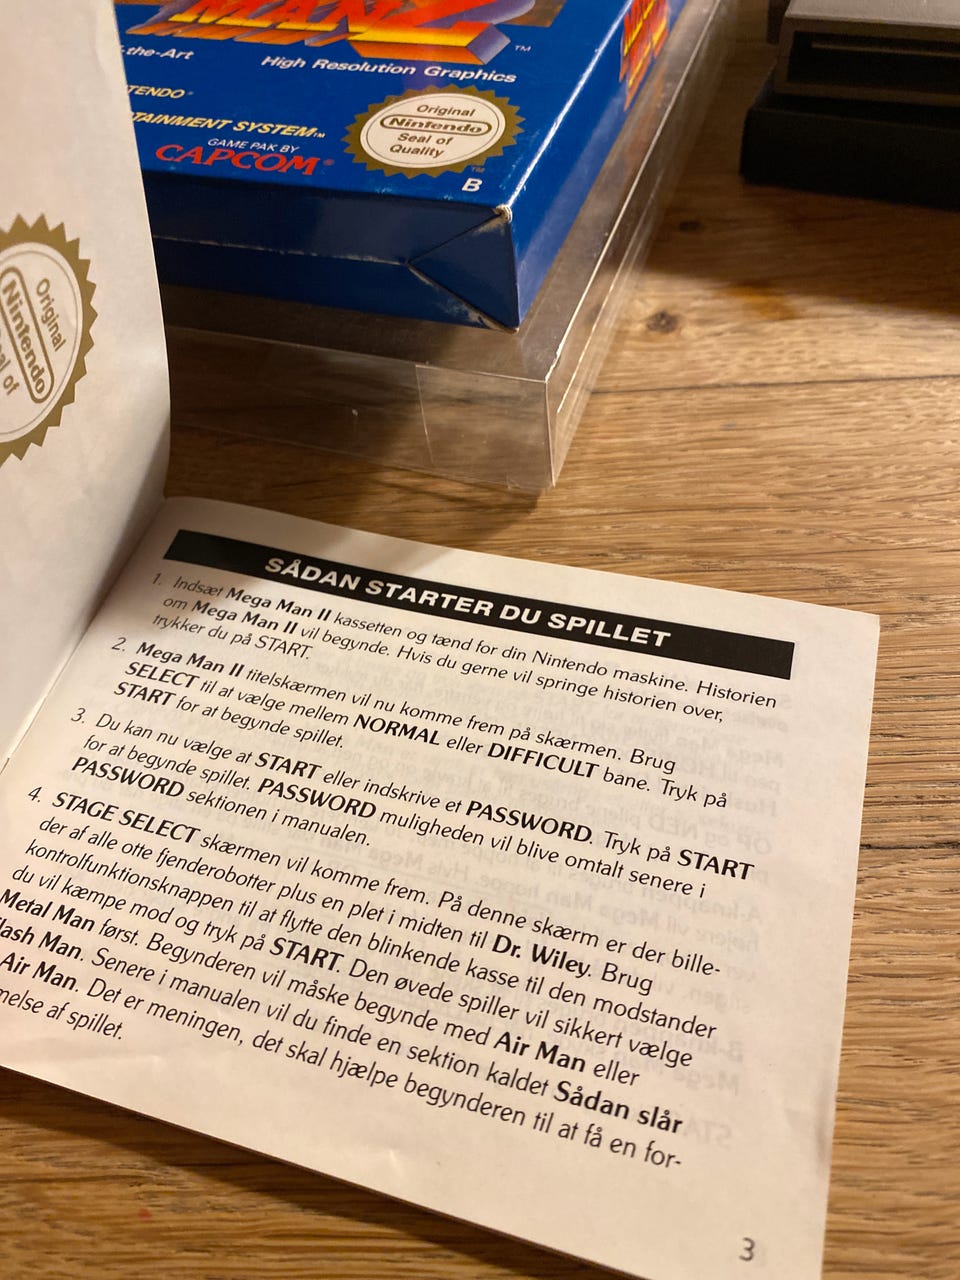 MAN 2
TM
the-Art
High Resolution Graphics
TAINMENT SYSTEM™
GAME PAK BY
CAPCOM®
Original
Nintendo
Seal of
Quality
TM
B
Original
Nintendo
of
SÅDAN STARTER DU SPILLET
1. Indsæt Mega Man II kassetten og tænd for din Nintendo maskine. Historien
om Mega Man II vil begynde. Hvis du gerne vil springe historien over,
trykker du på START.
2. Mega Man II titelskærmen vil nu komme frem på skærmen. Brug
SELECT til at vælge mellem NORMAL eller DIFFICULT bane. Tryk på
START for at begynde spillet.
3. Du kan nu vælge at START eller indskrive et PASSWORD. Tryk på START
for at begynde spillet. PASSWORD muligheden vil blive omtalt senere i
PASSWORD sektionen i manualen.
4. STAGE SELECT skærmen vil komme frem. På denne skærm er der bille-
der af alle otte fjenderobotter plus en plet i midten til Dr. Wiley. Brug
kontrolfunktionsknappen til at flytte den blinkende kasse til den modstander
du vil kæmpe mod og tryk på START. Den øvede spiller vil sikkert vælge
Metal Man først. Begynderen vil måske begynde med Air Man eller
lash Man. Senere i manualen vil du finde en sektion kaldet Sådan slår
Air Man. Det er meningen, det skal hjælpe begynderen til at få en for-
melse af spillet.
3